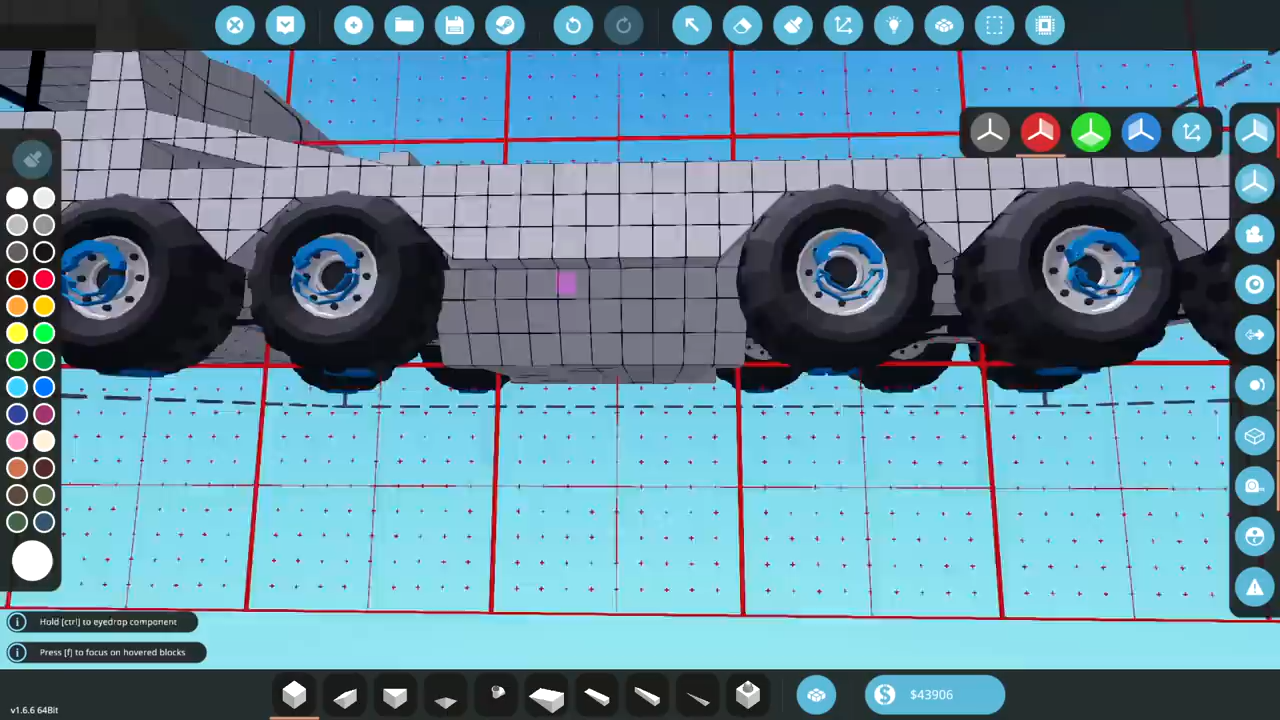 Hold [ctrl] to eyedrop component
Press [f] to focus on hovered blocks
$43906
v1.6.6 64Bit